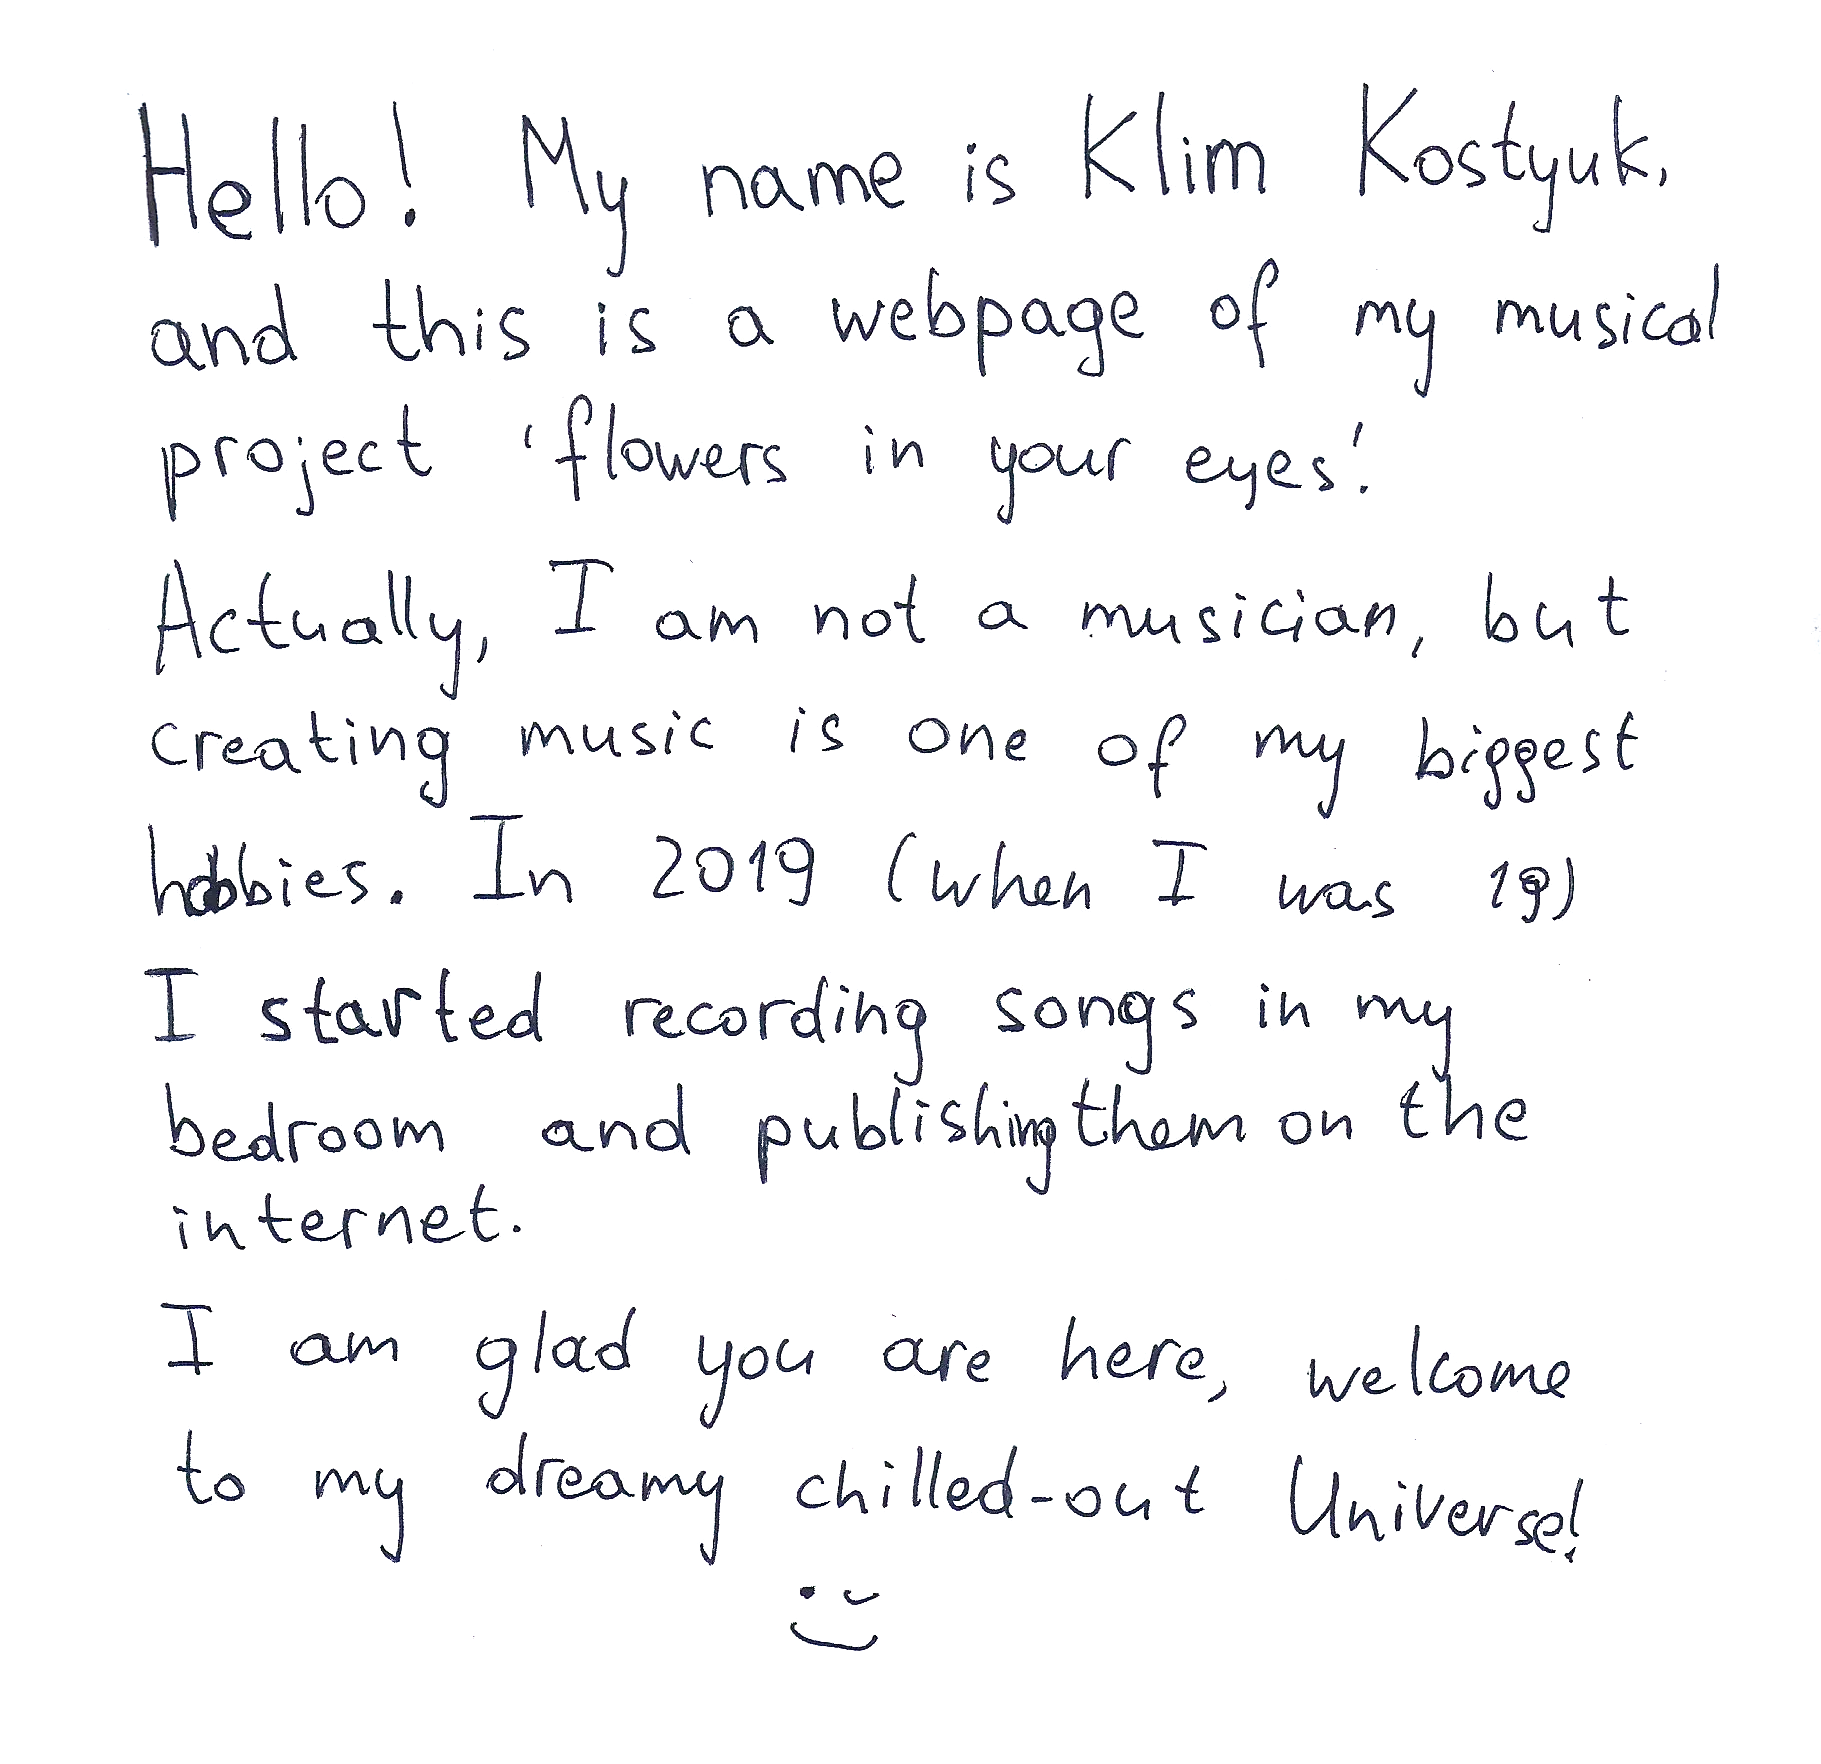 Hello! My name is Klim Kostyuk,
and this is a webpage of my musical
project 'flowers in your eyes'.
Actually, I am not a musician, but
creating music is one of my biggest
hobbies. In 2019 (when I was 19)
I started recording songs in my
bedroom and publishing them on the
internet.
I am glad you are here, welcome
to my dreamy chilled-out Universe!